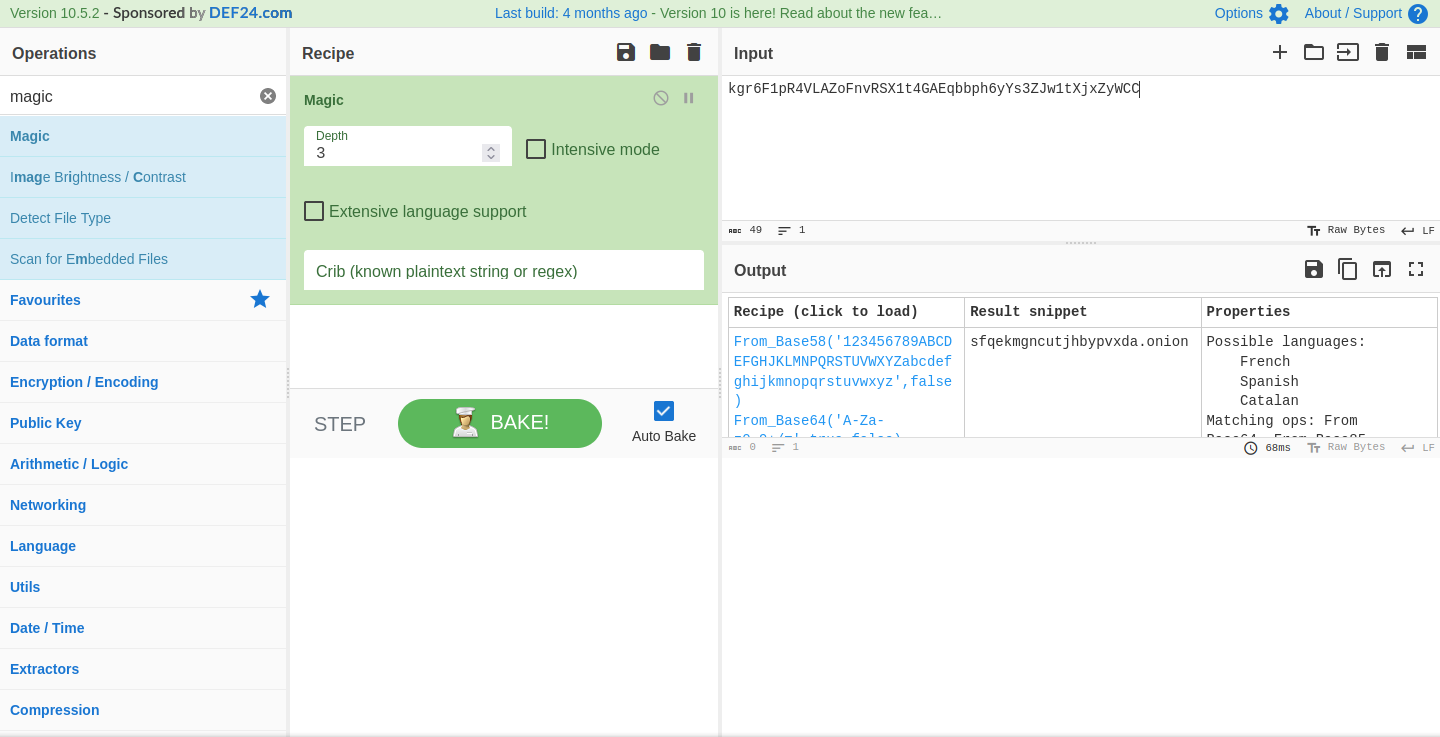 Version 10.5.2 - Sponsored by DEF24.com
Last build: 4 months ago - Version 10 is here! Read about the new fea…
Options
About / Support
Operations
magic
Magic
Image Brightness / Contrast
Detect File Type
Scan for Embedded Files
Favourites
Data format
Encryption / Encoding
Public Key
Arithmetic / Logic
Networking
Language
Utils
Date / Time
Extractors
Compression
Recipe
Magic
Depth
3
Intensive mode
Extensive language support
Crib (known plaintext string or regex)
STEP
BAKE!
Auto Bake
Input
kgr6F1pR4VLAZoFnvRSX1t4GAEqbbph6yYs3ZJw1tXjxZyWCC
ABC 49 1
Raw Bytes LF
Output
Recipe (click to load) Result snippet Properties
From_Base58('123456789ABCD
EFGHJKLMNPQRSTUVWXYZabcdef
ghijkmnopqrstuvwxyz',false
)
From_Base64('A-Za-
sfqekmgncutjhbypvxda.onion
Possible languages:
French
Spanish
Catalan
Matching ops: From
ABC 0 1
68ms Raw Bytes LF